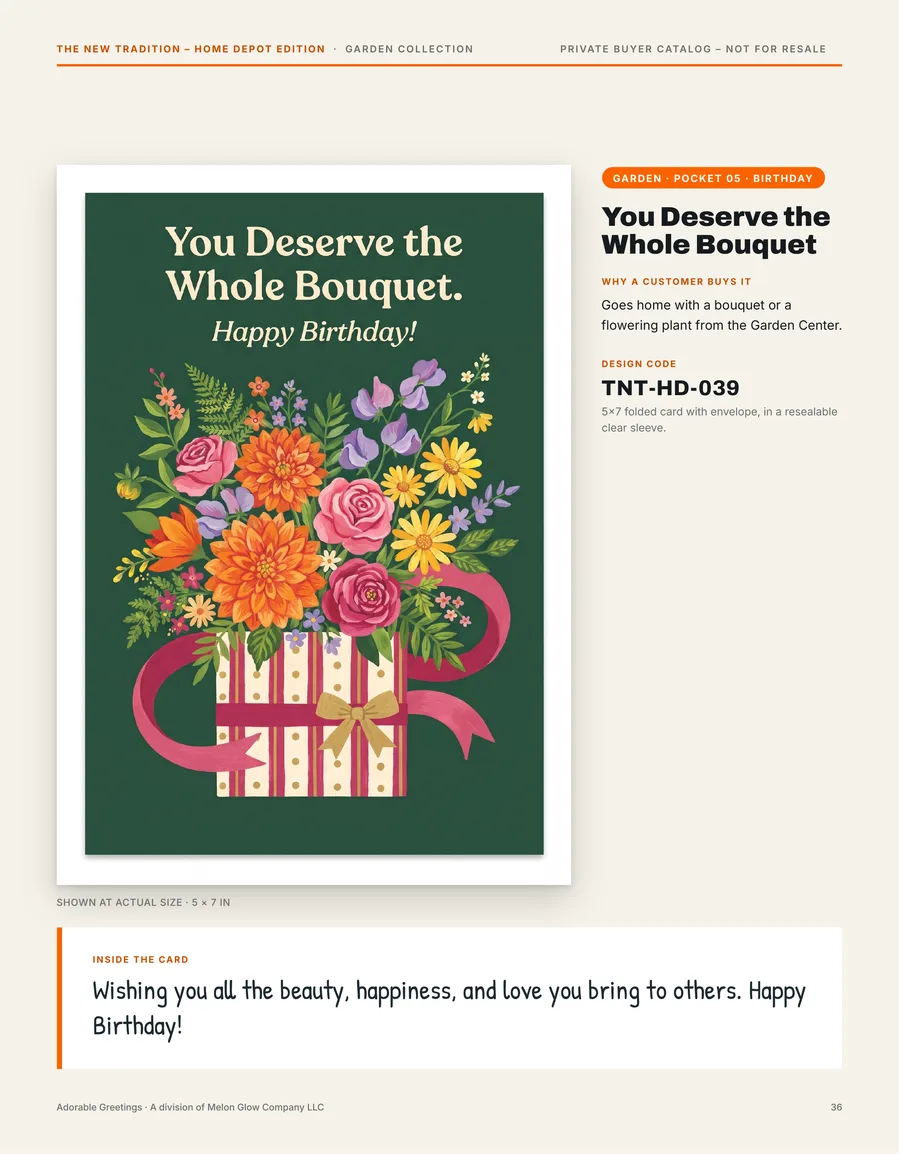 THE NEW TRADITION – HOME DEPOT EDITION · GARDEN COLLECTION
PRIVATE BUYER CATALOG – NOT FOR RESALE
You Deserve the
Whole Bouquet.
Happy Birthday!
SHOWN AT ACTUAL SIZE · 5 × 7 IN
GARDEN · POCKET 05 · BIRTHDAY
You Deserve the
Whole Bouquet
WHY A CUSTOMER BUYS IT
Goes home with a bouquet or a
flowering plant from the Garden Center.
DESIGN CODE
TNT-HD-039
5×7 folded card with envelope, in a resealable
clear sleeve.
INSIDE THE CARD
Wishing you all the beauty, happiness, and love you bring to others. Happy
Birthday!
Adorable Greetings · A division of Melon Glow Company LLC
36